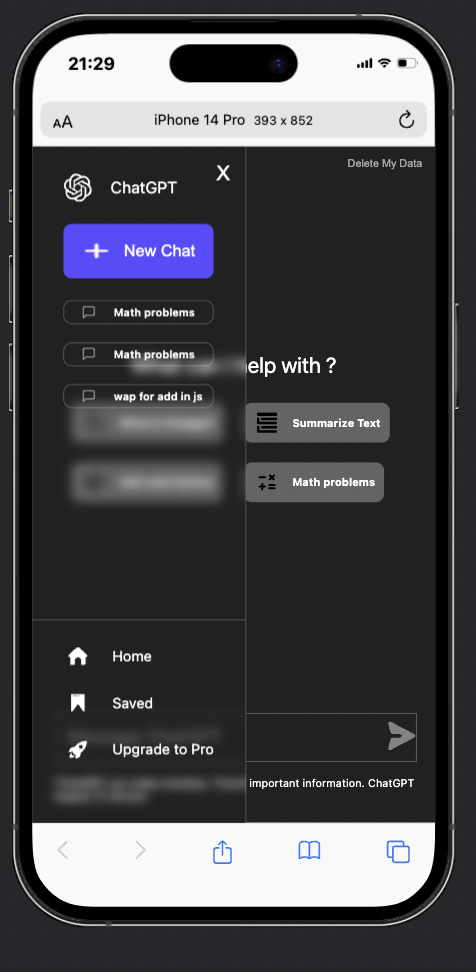 21:29
AA
iPhone 14 Pro 393 x 852
Delete My Data
ChatGPT
X
New Chat
Math problems
Math problems
elp with ?
wap for add in js
Summarize Text
Math problems
Home
Saved
Upgrade to Pro
important information. ChatGPT